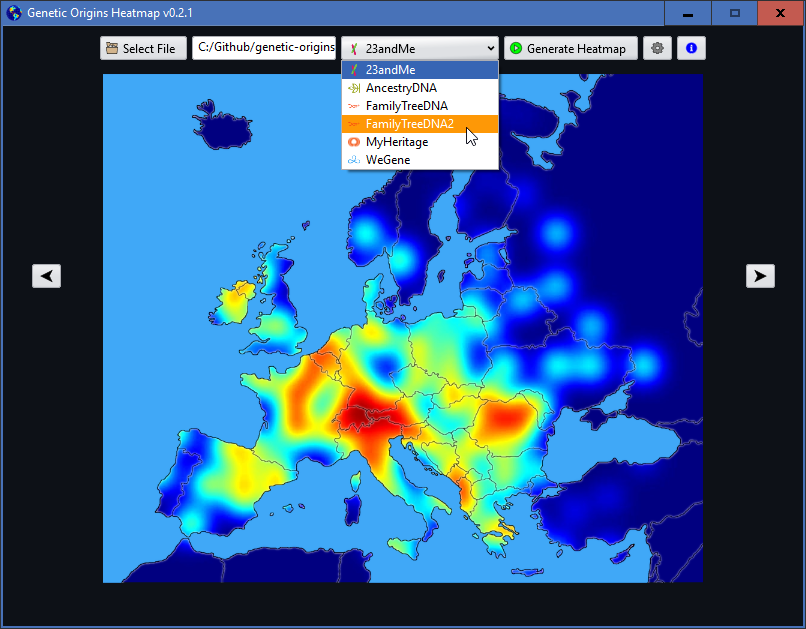 Genetic Origins Heatmap v0.2.1
Select File
C:/Github/genetic-origins
23andMe
Generate Heatmap
23andMe
AncestryDNA
FamilyTreeDNA
FamilyTreeDNA2
MyHeritage
WeGene